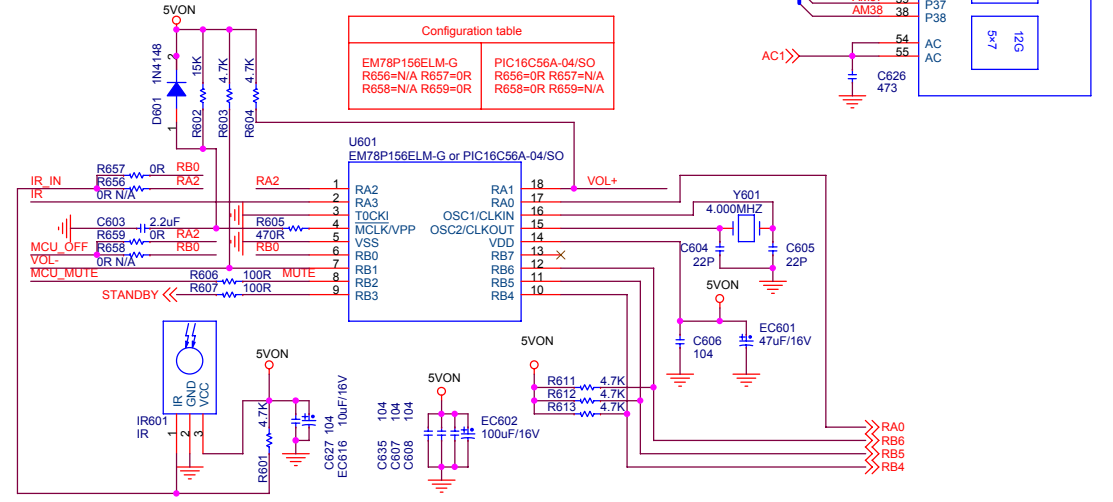 5VON
Configuration table
EM78P156ELM-G
R656=N/A R657=0R
R658=N/A R659=0R
PIC16C56A-04/SO
R656=0R R657=N/A
R658=0R R659=N/A
P37
AM38
38
P38
54
AC
55
AC
AC1
12G
5×7
C626
473
D601
1N4148
2
1
R602
15K
R603
4.7K
R604
4.7K
U601
EM78P156ELM-G or PIC16C56A-04/SO
R657
0R
RB0
IR_IN
R656
RA2
0R N/A
IR
C603
2.2uF
R659
0R
RA2
MCU_OFF
R658
RB0
0R N/A
VOL-
MCU_MUTE
R605
470R
RA2
RB0
R606
100R
MUTE
STANDBY
R607
100R
1
RA2
2
RA3
3
T0CKI
4
MCLK/VPP
5
VSS
6
RB0
7
RB1
8
RB2
9
RB3
18
RA1
17
RA0
16
OSC1/CLKIN
15
OSC2/CLKOUT
14
VDD
13
RB7
12
RB6
11
RB5
10
RB4
VOL+
Y601
4.000MHZ
C604
22P
C605
22P
5VON
C606
104
EC601
47uF/16V
IR
GND
VCC
1
2
3
IR601
IR
5VON
R601
4.7K
C627 104
EC616 10uF/16V
5VON
C635 104
C607 104
C608 104
EC602
100uF/16V
5VON
R611
4.7K
R612
4.7K
R613
4.7K
RA0
RB6
RB5
RB4